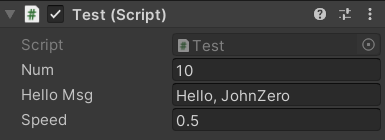 Test (Script)
Script Test
Num 10
Hello Msg Hello, JohnZero
Speed 0.5